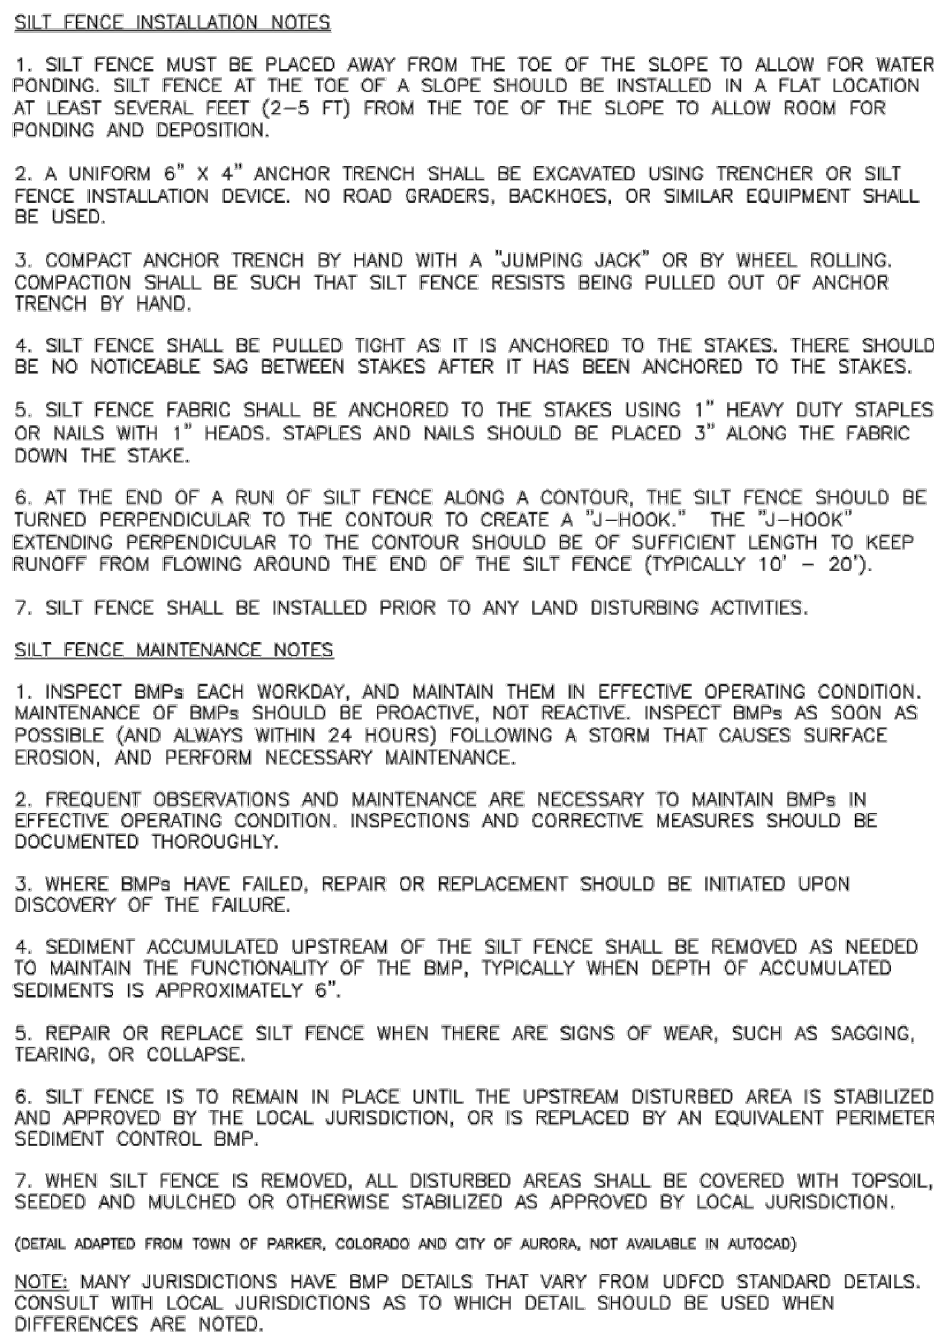 SILT FENCE INSTALLATION NOTES
1. SILT FENCE MUST BE PLACED AWAY FROM THE TOE OF THE SLOPE TO ALLOW FOR WATER
PONDING. SILT FENCE AT THE TOE OF A SLOPE SHOULD BE INSTALLED IN A FLAT LOCATION
AT LEAST SEVERAL FEET (2-5 FT) FROM THE TOE OF THE SLOPE TO ALLOW ROOM FOR
PONDING AND DEPOSITION.
2. A UNIFORM 6" X 4" ANCHOR TRENCH SHALL BE EXCAVATED USING TRENCHER OR SILT
FENCE INSTALLATION DEVICE. NO ROAD GRADERS, BACKHOES, OR SIMILAR EQUIPMENT SHALL
BE USED.
3. COMPACT ANCHOR TRENCH BY HAND WITH A "JUMPING JACK" OR BY WHEEL ROLLING.
COMPACTION SHALL BE SUCH THAT SILT FENCE RESISTS BEING PULLED OUT OF ANCHOR
TRENCH BY HAND.
4. SILT FENCE SHALL BE PULLED TIGHT AS IT IS ANCHORED TO THE STAKES. THERE SHOULD
BE NO NOTICEABLE SAG BETWEEN STAKES AFTER IT HAS BEEN ANCHORED TO THE STAKES.
5. SILT FENCE FABRIC SHALL BE ANCHORED TO THE STAKES USING 1" HEAVY DUTY STAPLES
OR NAILS WITH 1" HEADS. STAPLES AND NAILS SHOULD BE PLACED 3" ALONG THE FABRIC
DOWN THE STAKE.
6. AT THE END OF A RUN OF SILT FENCE ALONG A CONTOUR, THE SILT FENCE SHOULD BE
TURNED PERPENDICULAR TO THE CONTOUR TO CREATE A "J-HOOK." THE "J-HOOK"
EXTENDING PERPENDICULAR TO THE CONTOUR SHOULD BE OF SUFFICIENT LENGTH TO KEEP
RUNOFF FROM FLOWING AROUND THE END OF THE SILT FENCE (TYPICALLY 10' - 20').
7. SILT FENCE SHALL BE INSTALLED PRIOR TO ANY LAND DISTURBING ACTIVITIES.
SILT FENCE MAINTENANCE NOTES
1. INSPECT BMPs EACH WORKDAY, AND MAINTAIN THEM IN EFFECTIVE OPERATING CONDITION.
MAINTENANCE OF BMPs SHOULD BE PROACTIVE, NOT REACTIVE. INSPECT BMPs AS SOON AS
POSSIBLE (AND ALWAYS WITHIN 24 HOURS) FOLLOWING A STORM THAT CAUSES SURFACE
EROSION, AND PERFORM NECESSARY MAINTENANCE.
2. FREQUENT OBSERVATIONS AND MAINTENANCE ARE NECESSARY TO MAINTAIN BMPs IN
EFFECTIVE OPERATING CONDITION. INSPECTIONS AND CORRECTIVE MEASURES SHOULD BE
DOCUMENTED THOROUGHLY.
3. WHERE BMPs HAVE FAILED, REPAIR OR REPLACEMENT SHOULD BE INITIATED UPON
DISCOVERY OF THE FAILURE.
4. SEDIMENT ACCUMULATED UPSTREAM OF THE SILT FENCE SHALL BE REMOVED AS NEEDED
TO MAINTAIN THE FUNCTIONALITY OF THE BMP, TYPICALLY WHEN DEPTH OF ACCUMULATED
SEDIMENTS IS APPROXIMATELY 6".
5. REPAIR OR REPLACE SILT FENCE WHEN THERE ARE SIGNS OF WEAR, SUCH AS SAGGING,
TEARING, OR COLLAPSE.
6. SILT FENCE IS TO REMAIN IN PLACE UNTIL THE UPSTREAM DISTURBED AREA IS STABILIZED
AND APPROVED BY THE LOCAL JURISDICTION, OR IS REPLACED BY AN EQUIVALENT PERIMETER
SEDIMENT CONTROL BMP.
7. WHEN SILT FENCE IS REMOVED, ALL DISTURBED AREAS SHALL BE COVERED WITH TOPSOIL,
SEEDED AND MULCHED OR OTHERWISE STABILIZED AS APPROVED BY LOCAL JURISDICTION.
(DETAIL ADAPTED FROM TOWN OF PARKER, COLORADO AND CITY OF AURORA, NOT AVAILABLE IN AUTOCAD)
NOTE: MANY JURISDICTIONS HAVE BMP DETAILS THAT VARY FROM UDFCD STANDARD DETAILS.
CONSULT WITH LOCAL JURISDICTIONS AS TO WHICH DETAIL SHOULD BE USED WHEN
DIFFERENCES ARE NOTED.